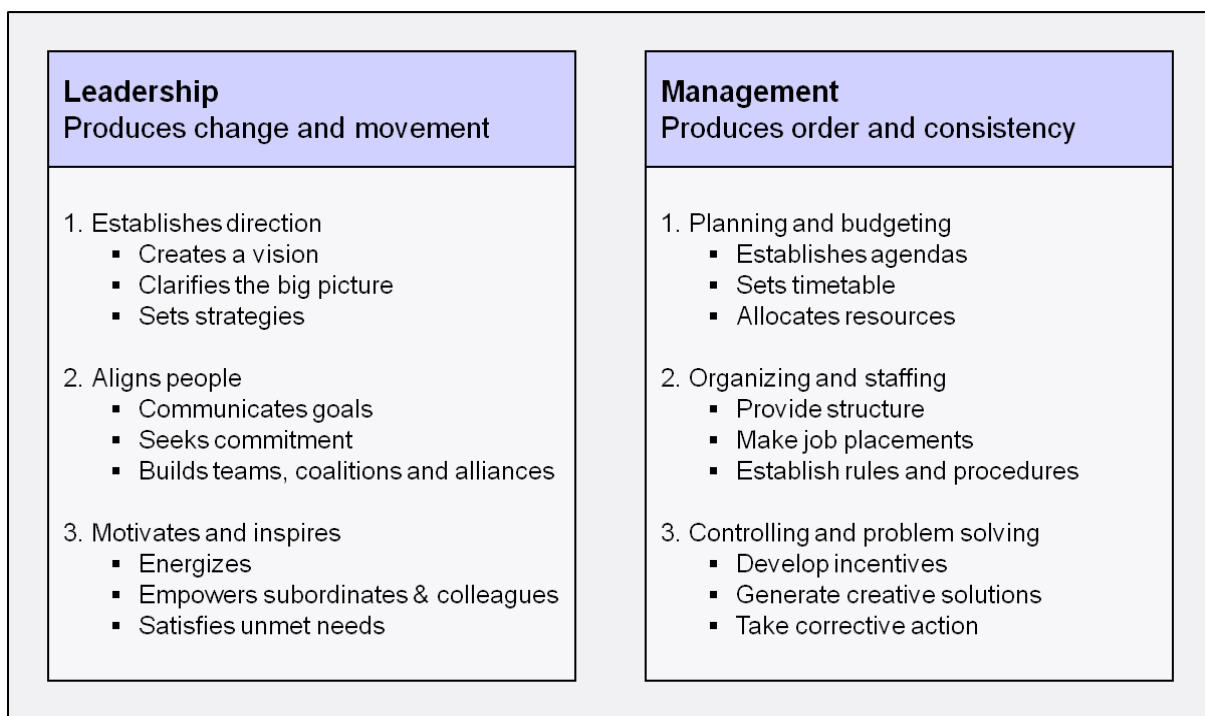 Leadership
Produces change and movement
1. Establishes direction
▪ Creates a vision
▪ Clarifies the big picture
▪ Sets strategies
2. Aligns people
▪ Communicates goals
▪ Seeks commitment
▪ Builds teams, coalitions and alliances
3. Motivates and inspires
▪ Energizes
▪ Empowers subordinates & colleagues
▪ Satisfies unmet needs
Management
Produces order and consistency
1. Planning and budgeting
▪ Establishes agendas
▪ Sets timetable
▪ Allocates resources
2. Organizing and staffing
▪ Provide structure
▪ Make job placements
▪ Establish rules and procedures
3. Controlling and problem solving
▪ Develop incentives
▪ Generate creative solutions
▪ Take corrective action